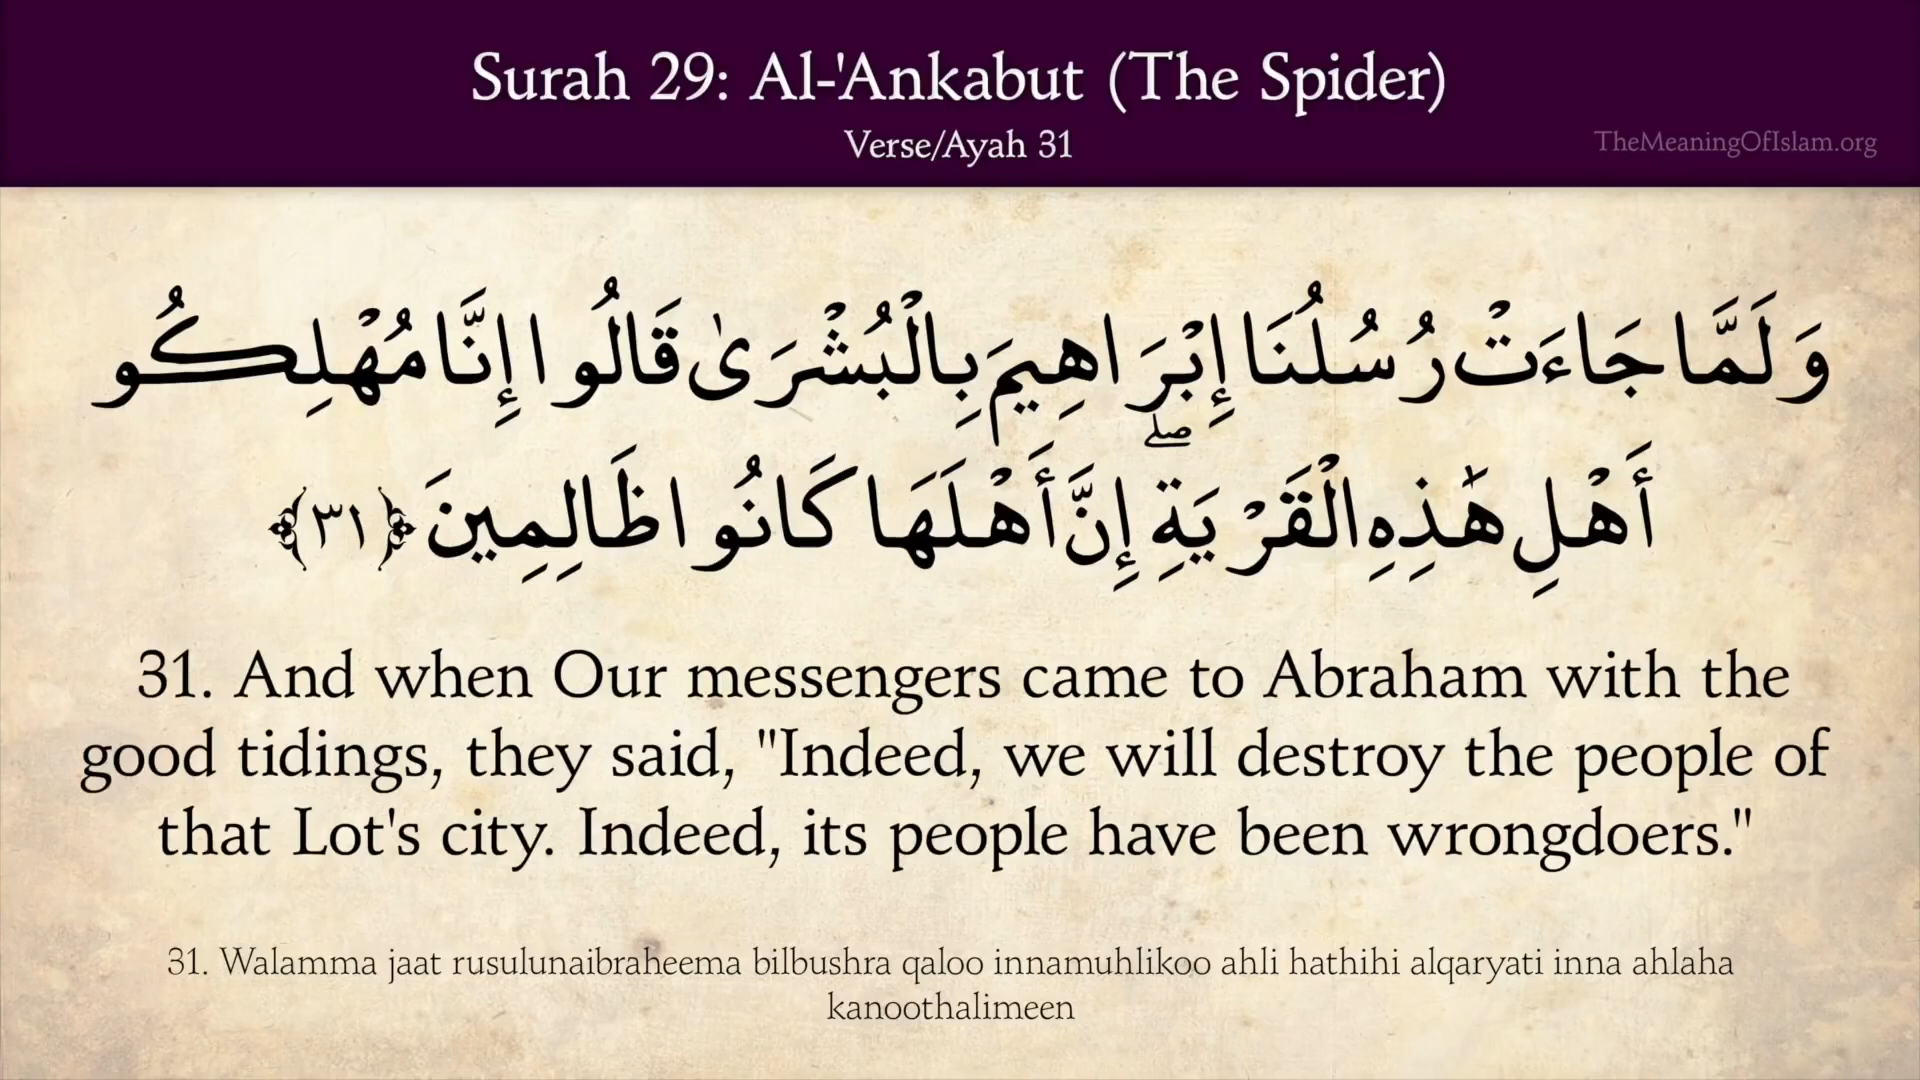 Surah 29: Al-'Ankabut (The Spider)
Verse/Ayah 31
TheMeaningOfIslam.org
وَلَمَّا جَاءَتْ رُسُلُنَا إِبْرَاهِيمَ بِالْبُشْرَىٰ قَالُوا إِنَّا مُهْلِكُو
أَهْلِ هَٰذِهِ الْقَرْيَةِ ۖ إِنَّ أَهْلَهَا كَانُوا ظَالِمِينَ ﴿٣١﴾
31. And when Our messengers came to Abraham with the
good tidings, they said, "Indeed, we will destroy the people of
that Lot's city. Indeed, its people have been wrongdoers."
31. Walamma jaat rusulunaibraheema bilbushra qaloo innamuhlikoo ahli hathihi alqaryati inna ahlaha
kanoothalimeen